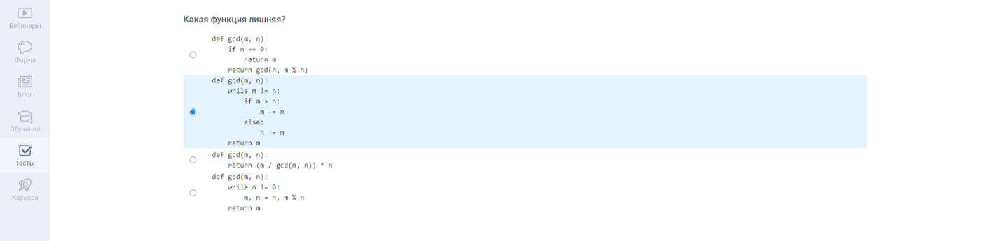 Вебинары
Форум
Блог
Обучение
Тесты
Карьера
Какая функция лишняя?
def gcd(m, n):
    if n == 0:
        return m
    return gcd(n, m % n)
def gcd(m, n):
    while m != n:
        if m > n:
            m -= n
        else:
            n -= m
    return m
def gcd(m, n):
    return (m / gcd(m, n)) * n
def gcd(m, n):
    while n != 0:
        m, n = n, m % n
    return m